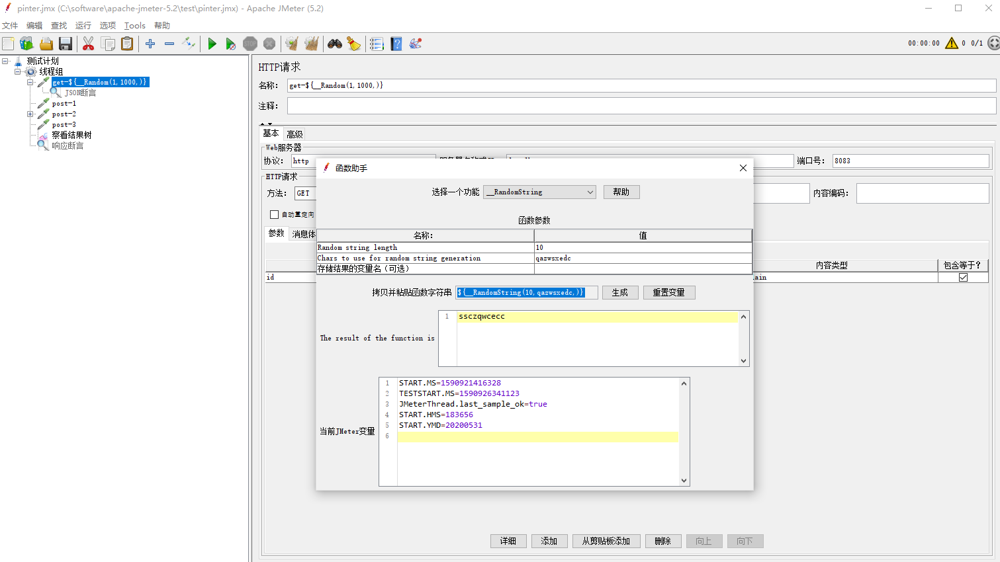 pinter.jmx (C:\software\apache-jmeter-5.2\test\pinter.jmx) - Apache JMeter (5.2)
文件 编辑 查找 运行 选项 Tools 帮助
00:00:00 0 0/1
测试计划
线程组
get-${__Random(1,1000,)}
JSON断言
post-1
post-2
post-3
察看结果树
响应断言
HTTP请求
名称: get-${__Random(1,1000,)}
注释:
基本 高级
Web服务器
协议: http 端口号: 8083
HTTP请求
方法: GET 内容编码:
自动重定向
参数 消息体
内容类型 包含等于?
id ain
函数助手
选择一个功能 __RandomString 帮助
函数参数
名称: 值
Random string length 10
Chars to use for random string generation qazwsxedc
存储结果的变量名（可选）
拷贝并粘贴函数字符串 ${__RandomString(10,qazwsxedc,)} 生成 重置变量
The result of the function is
1 ssczqwcecc
当前JMeter变量
1 START.MS=1590921416328
2 TESTSTART.MS=1590926341123
3 JMeterThread.last_sample_ok=true
4 START.HMS=183656
5 START.YMD=20200531
6
详细 添加 从剪贴板添加 删除 向上 向下